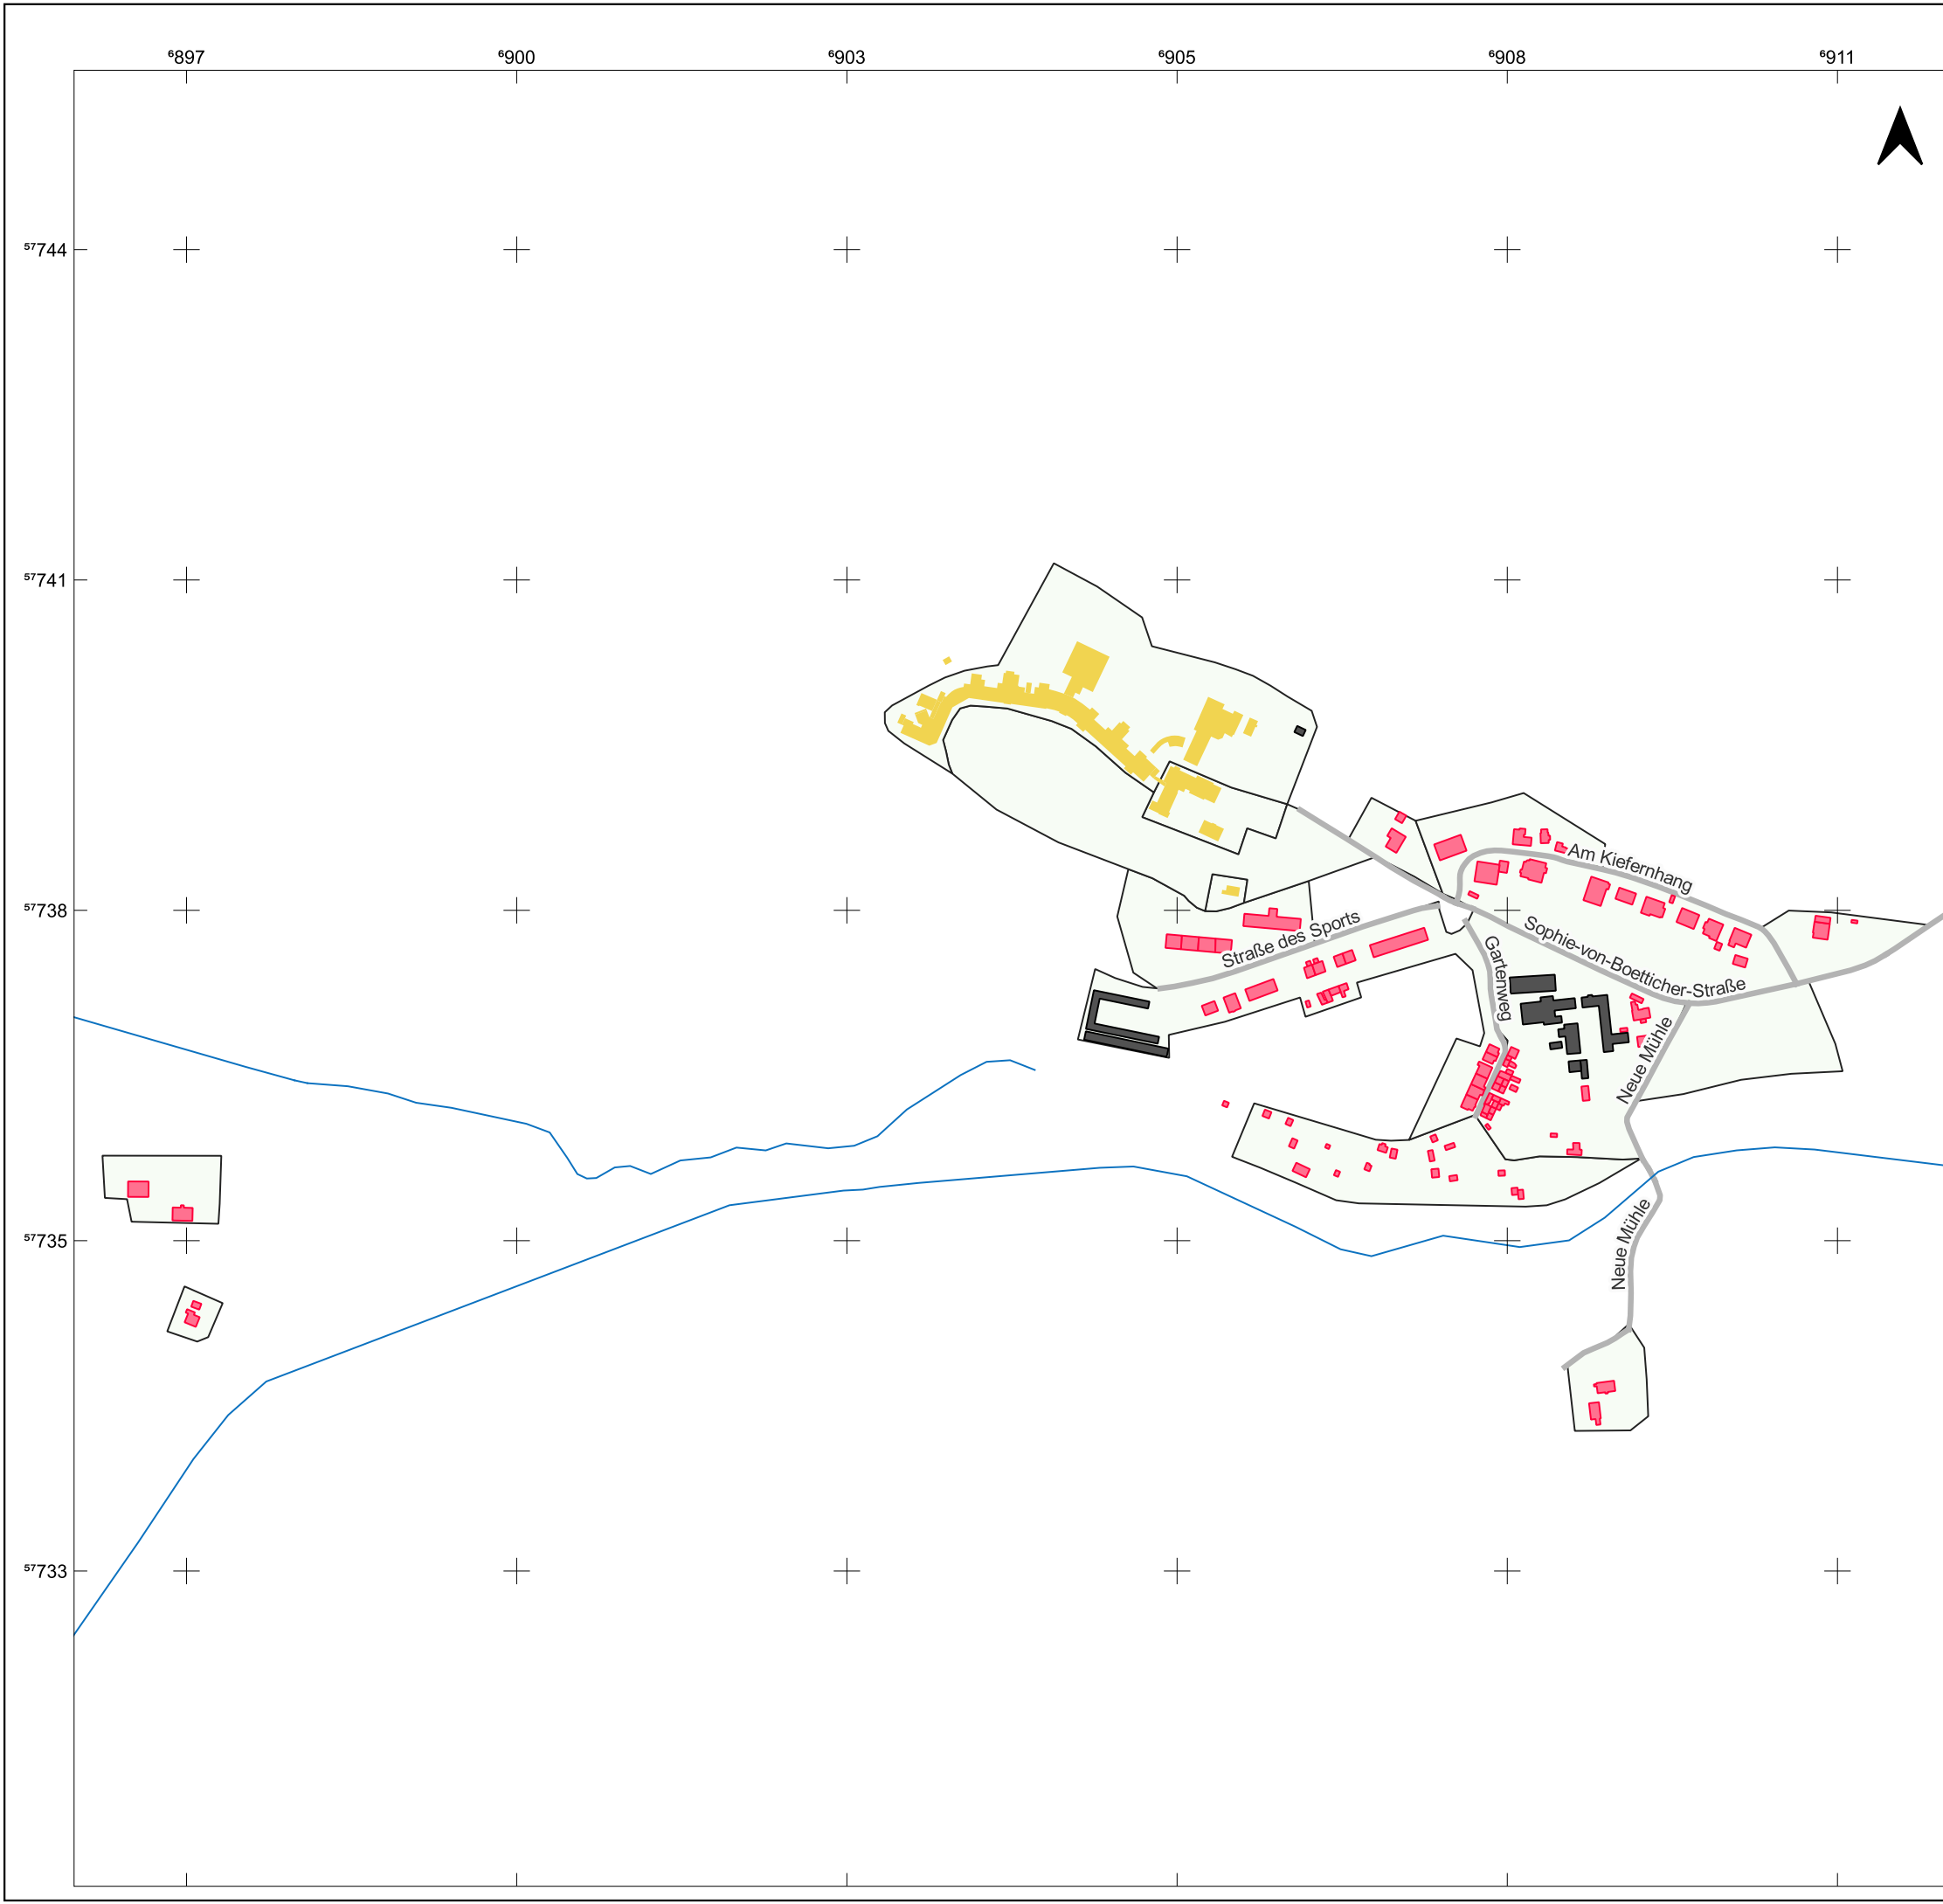 6897 6900 6903 6905 6908 6911
57744
57741
Am Kiefernhang
57738
Straße des Sports
Sophie-von-Boetticher-Straße
Gartenweg
Neue Mühle
Neue Mühle
57735
57733